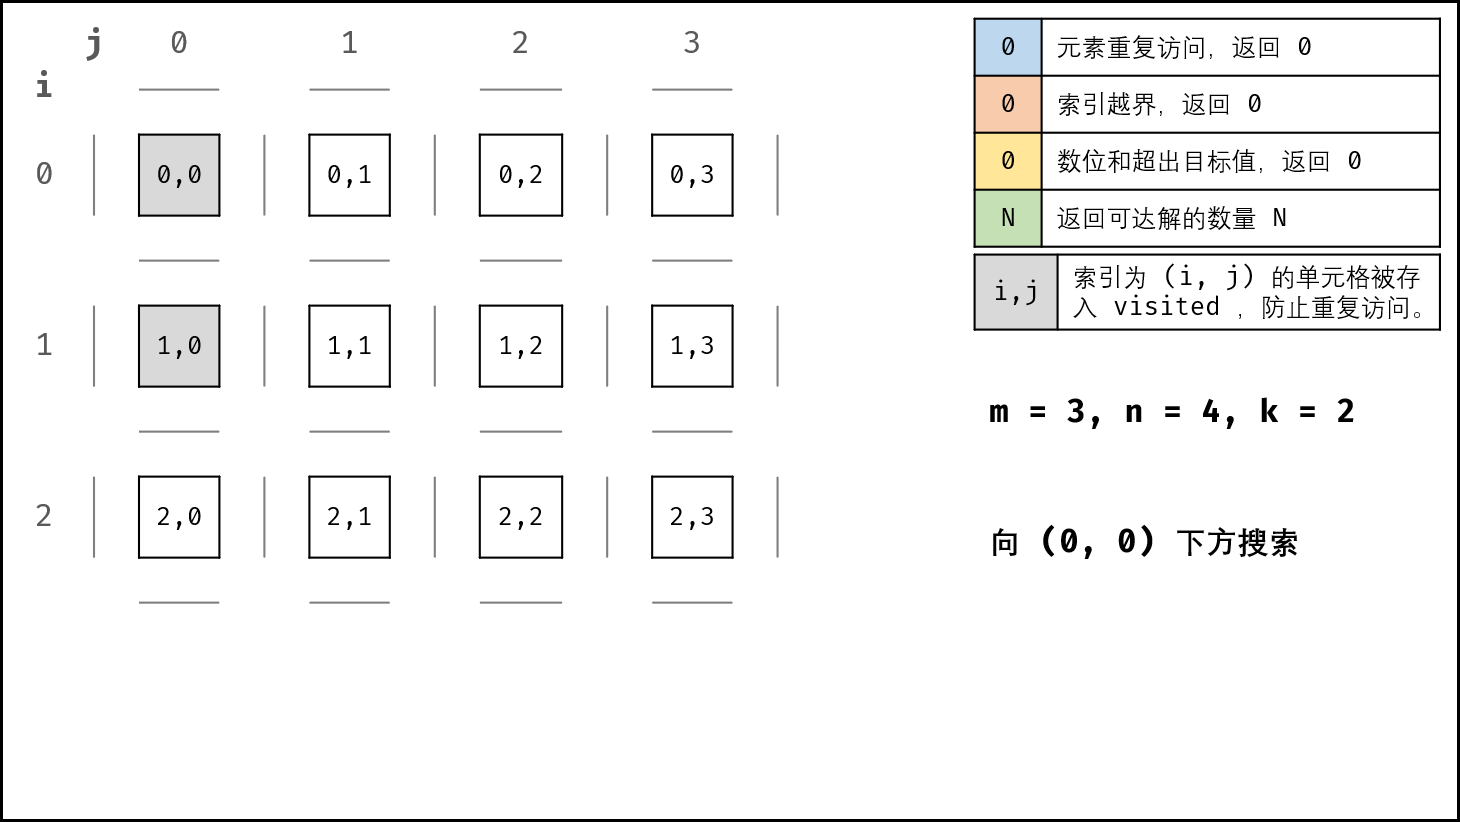 j 0 1 2 3
i
0 0,0 0,1 0,2 0,3
1 1,0 1,1 1,2 1,3
2 2,0 2,1 2,2 2,3
0 元素重复访问，返回 0
0 索引越界，返回 0
0 数位和超出目标值，返回 0
N 返回可达解的数量 N
i,j 索引为 (i, j) 的单元格被存
入 visited ，防止重复访问。
m = 3, n = 4, k = 2
向 (0, 0) 下方搜索